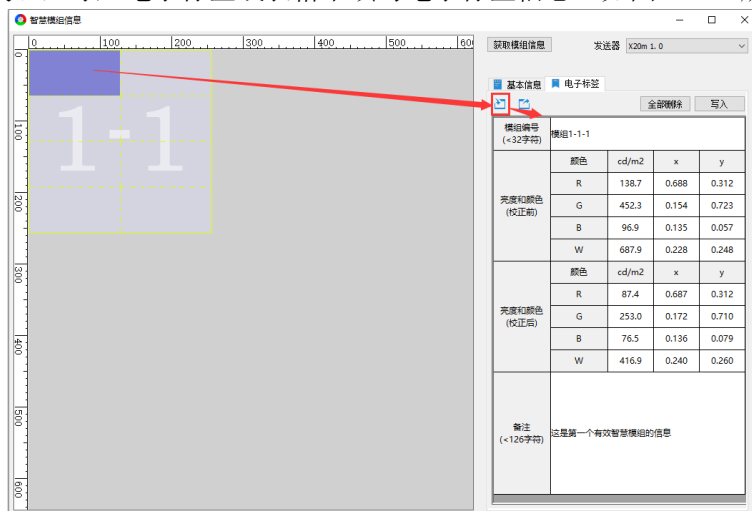 智慧模组信息
0 100 200 300 400 500 600
0
100
200
300
400
500
600
1-1
获取模组信息 发送器 X20m 1.0
基本信息 电子标签
全部删除 写入
模组编号
(<32字符)
模组1-1-1
亮度和颜色
(校正前)
颜色 cd/m2 x y
R 138.7 0.688 0.312
G 452.3 0.154 0.723
B 96.9 0.135 0.057
W 687.9 0.228 0.248
亮度和颜色
(校正后)
颜色 cd/m2 x y
R 87.4 0.687 0.312
G 253.0 0.172 0.710
B 76.5 0.136 0.079
W 416.9 0.240 0.260
备注
(<126字符)
这是第一个有效智慧模组的信息